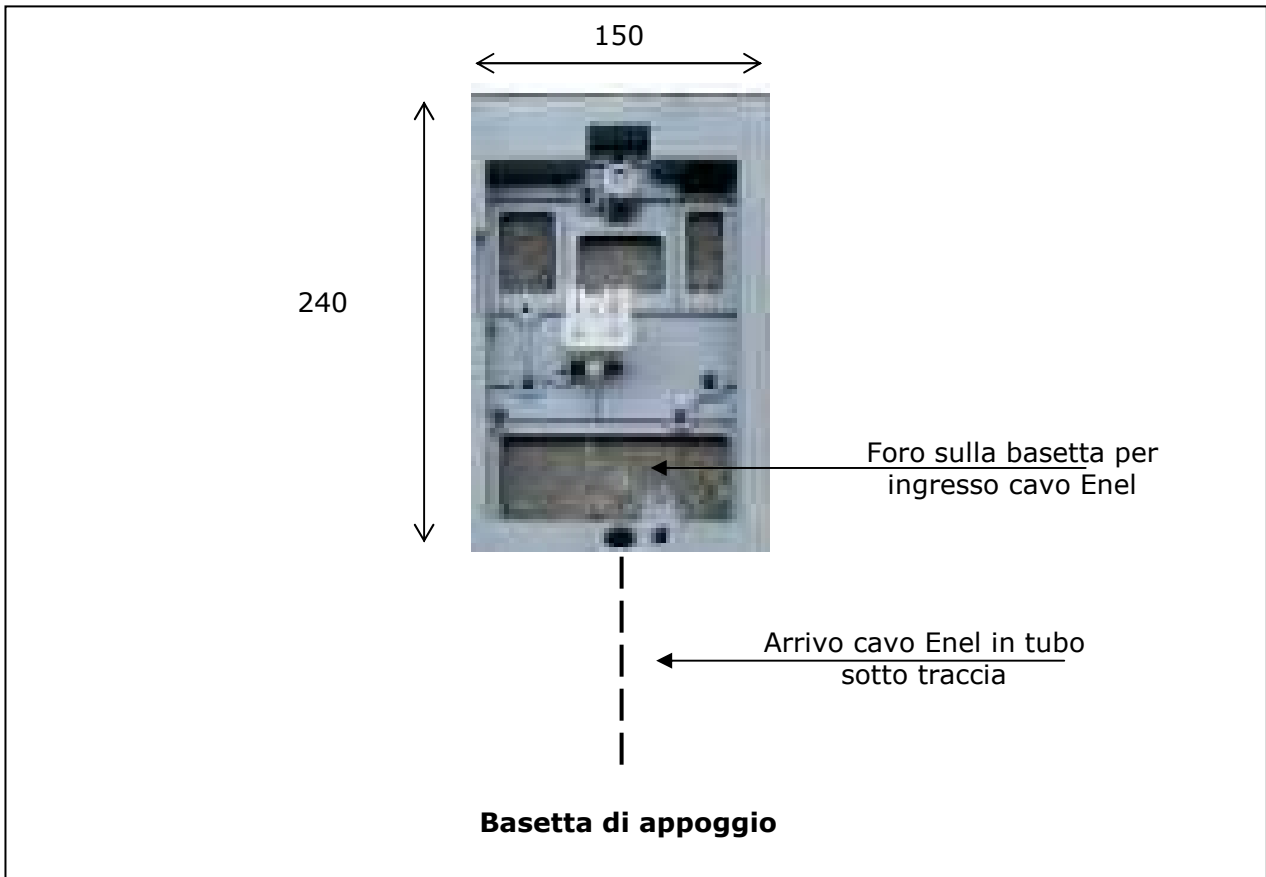 150
240
Foro sulla basetta per
ingresso cavo Enel
Arrivo cavo Enel in tubo
sotto traccia
Basetta di appoggio